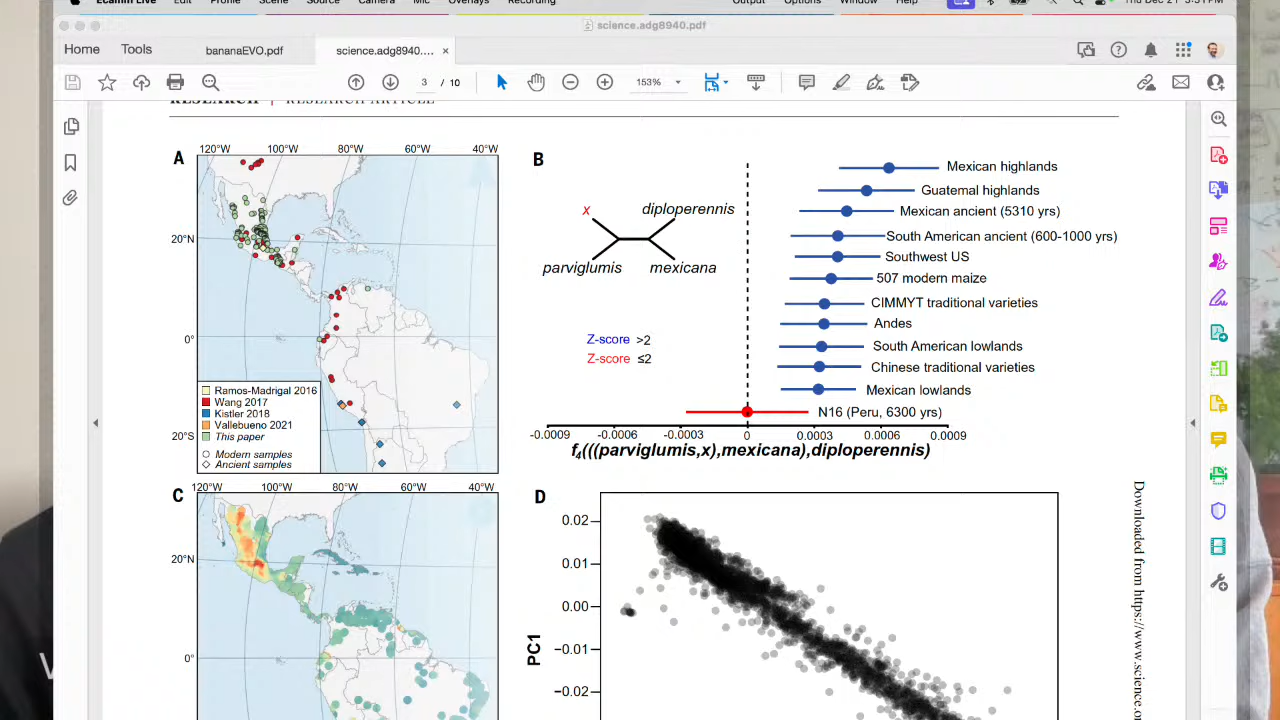 Ecamm Live Edit Profile Scene Source Camera Mic Overlays Recording Output Options Window Help
science.adg8940.pdf
Home Tools bananaEVO.pdf science.adg8940.... ×
3 / 10 153%
RESEARCH | RESEARCH ARTICLE
A
120°W 100°W 80°W 60°W 40°W
20°N
0°
20°S
Ramos-Madrigal 2016
Wang 2017
Kistler 2018
Vallebueno 2021
This paper
Modern samples
Ancient samples
B
x diploperennis
parviglumis mexicana
Z-score >2
Z-score ≤2
Mexican highlands
Guatemal highlands
Mexican ancient (5310 yrs)
South American ancient (600-1000 yrs)
Southwest US
507 modern maize
CIMMYT traditional varieties
Andes
South American lowlands
Chinese traditional varieties
Mexican lowlands
N16 (Peru, 6300 yrs)
-0.0009 -0.0006 -0.0003 0 0.0003 0.0006 0.0009
f4(((parviglumis,x),mexicana),diploperennis)
C
120°W 100°W 80°W 60°W 40°W
20°N
0°
D
0.02
0.01
0.00
−0.01
−0.02
PC1
Downloaded from https://www.science.o